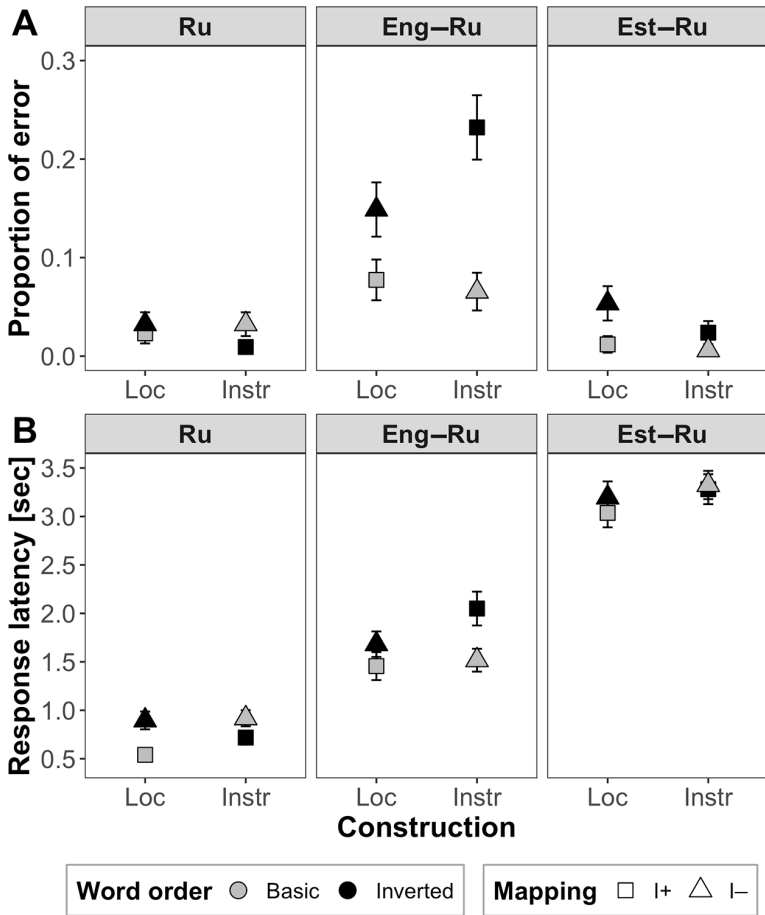 A
Ru Eng–Ru Est–Ru
Proportion of error
0.3
0.2
0.1
0.0
Loc Instr Loc Instr Loc Instr
B
Ru Eng–Ru Est–Ru
Response latency [sec]
3.5
3.0
2.5
2.0
1.5
1.0
0.5
Loc Instr Loc Instr Loc Instr
Construction
Word order Basic Inverted Mapping I+ I–